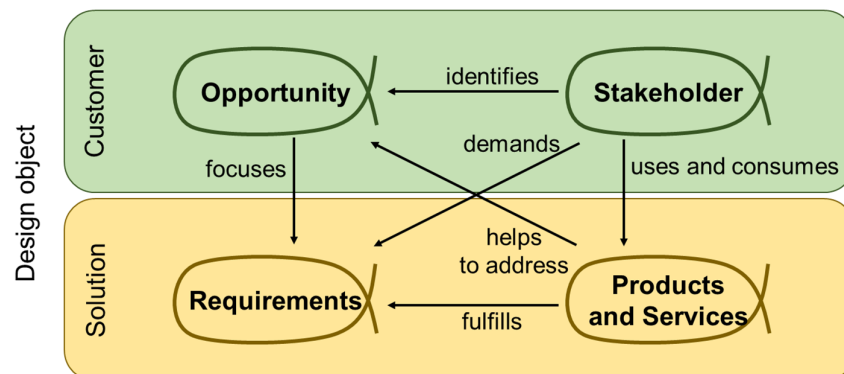 Design object
Customer
Opportunity
identifies
Stakeholder
focuses
demands
uses and consumes
Solution
Requirements
helps
to address
fulfills
Products
and Services